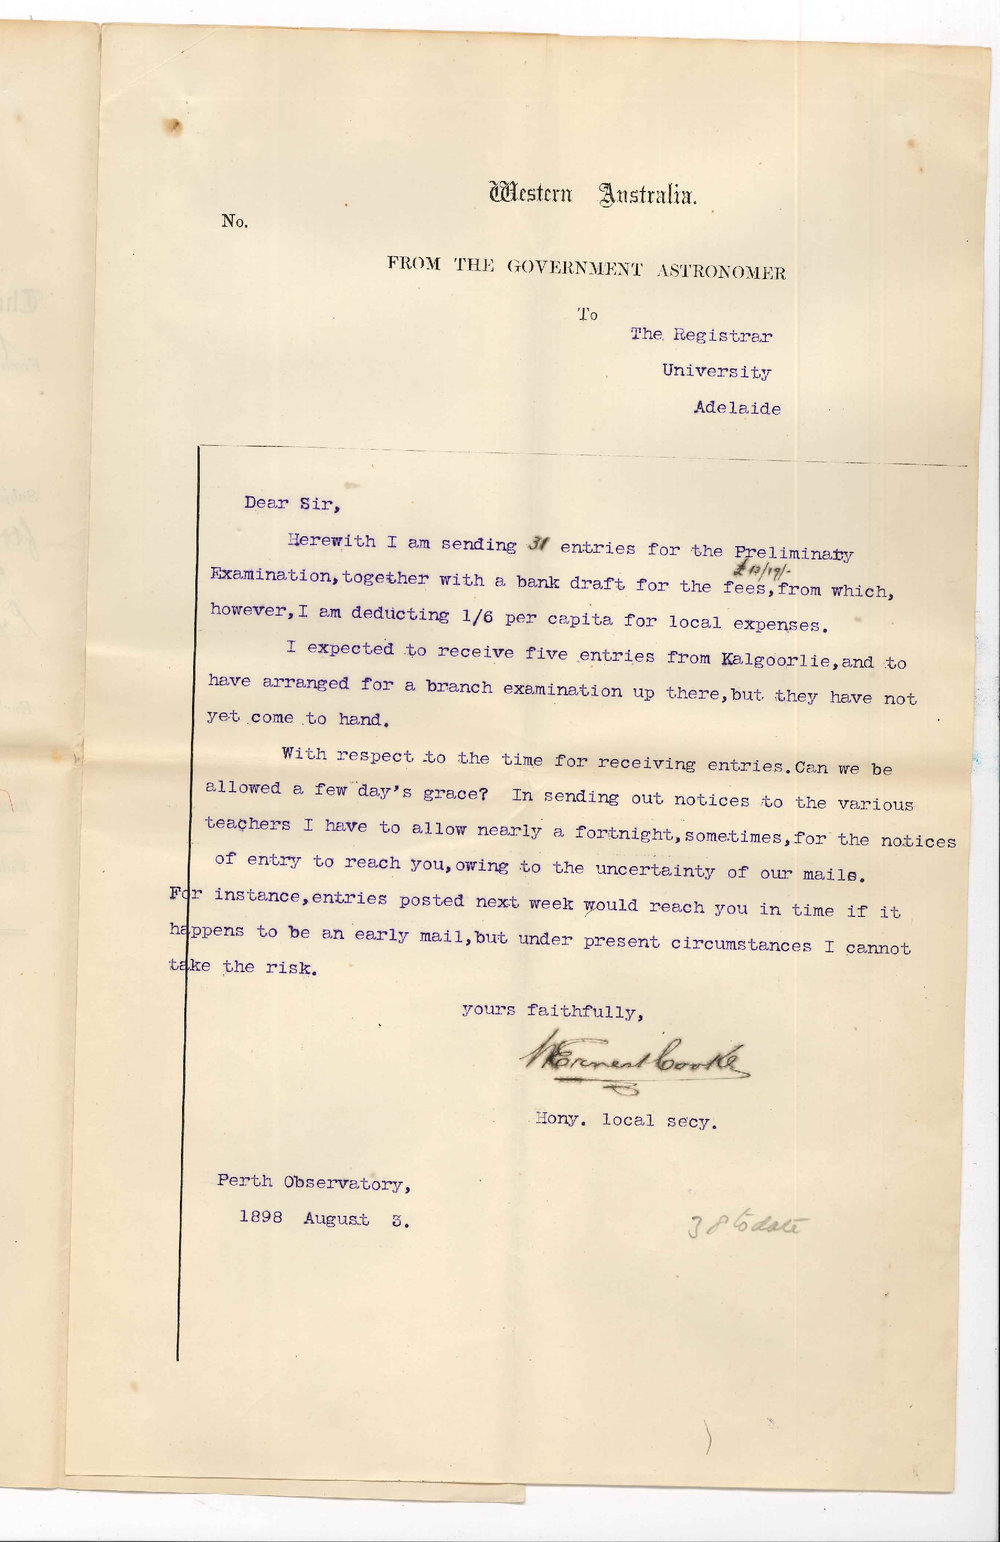 Western Australia.
No.
FROM THE GOVERNMENT ASTRONOMER
To
The Registrar
University
Adelaide
Dear Sir,
Herewith I am sending 31 entries for the Preliminary
£13/19/-
Examination,together with a bank draft for the fees,from which,
however,I am deducting 1/6 per capita for local expenses.
I expected to receive five entries from Kalgoorlie,and to
have arranged for a branch examination up there,but they have not
yet come to hand.
With respect to the time for receiving entries.Can we be
allowed a few day's grace? In sending out notices to the various
teachers I have to allow nearly a fortnight,sometimes,for the notices
of entry to reach you,owing to the uncertainty of our mails.
For instance,entries posted next week would reach you in time if it
happens to be an early mail,but under present circumstances I cannot
take the risk.
yours faithfully,
W Ernest Cooke
Hony. local secy.
Perth Observatory,
1898 August 3.
38 to date